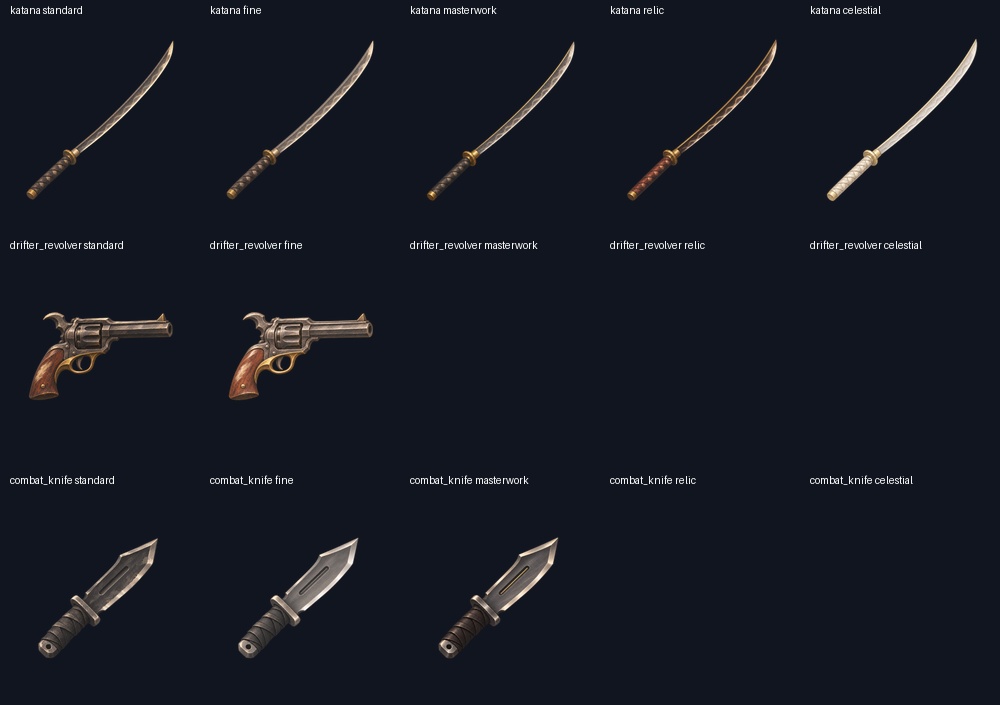 katana standard
katana fine
katana masterwork
katana relic
katana celestial
drifter_revolver standard
drifter_revolver fine
drifter_revolver masterwork
drifter_revolver relic
drifter_revolver celestial
combat_knife standard
combat_knife fine
combat_knife masterwork
combat_knife relic
combat_knife celestial